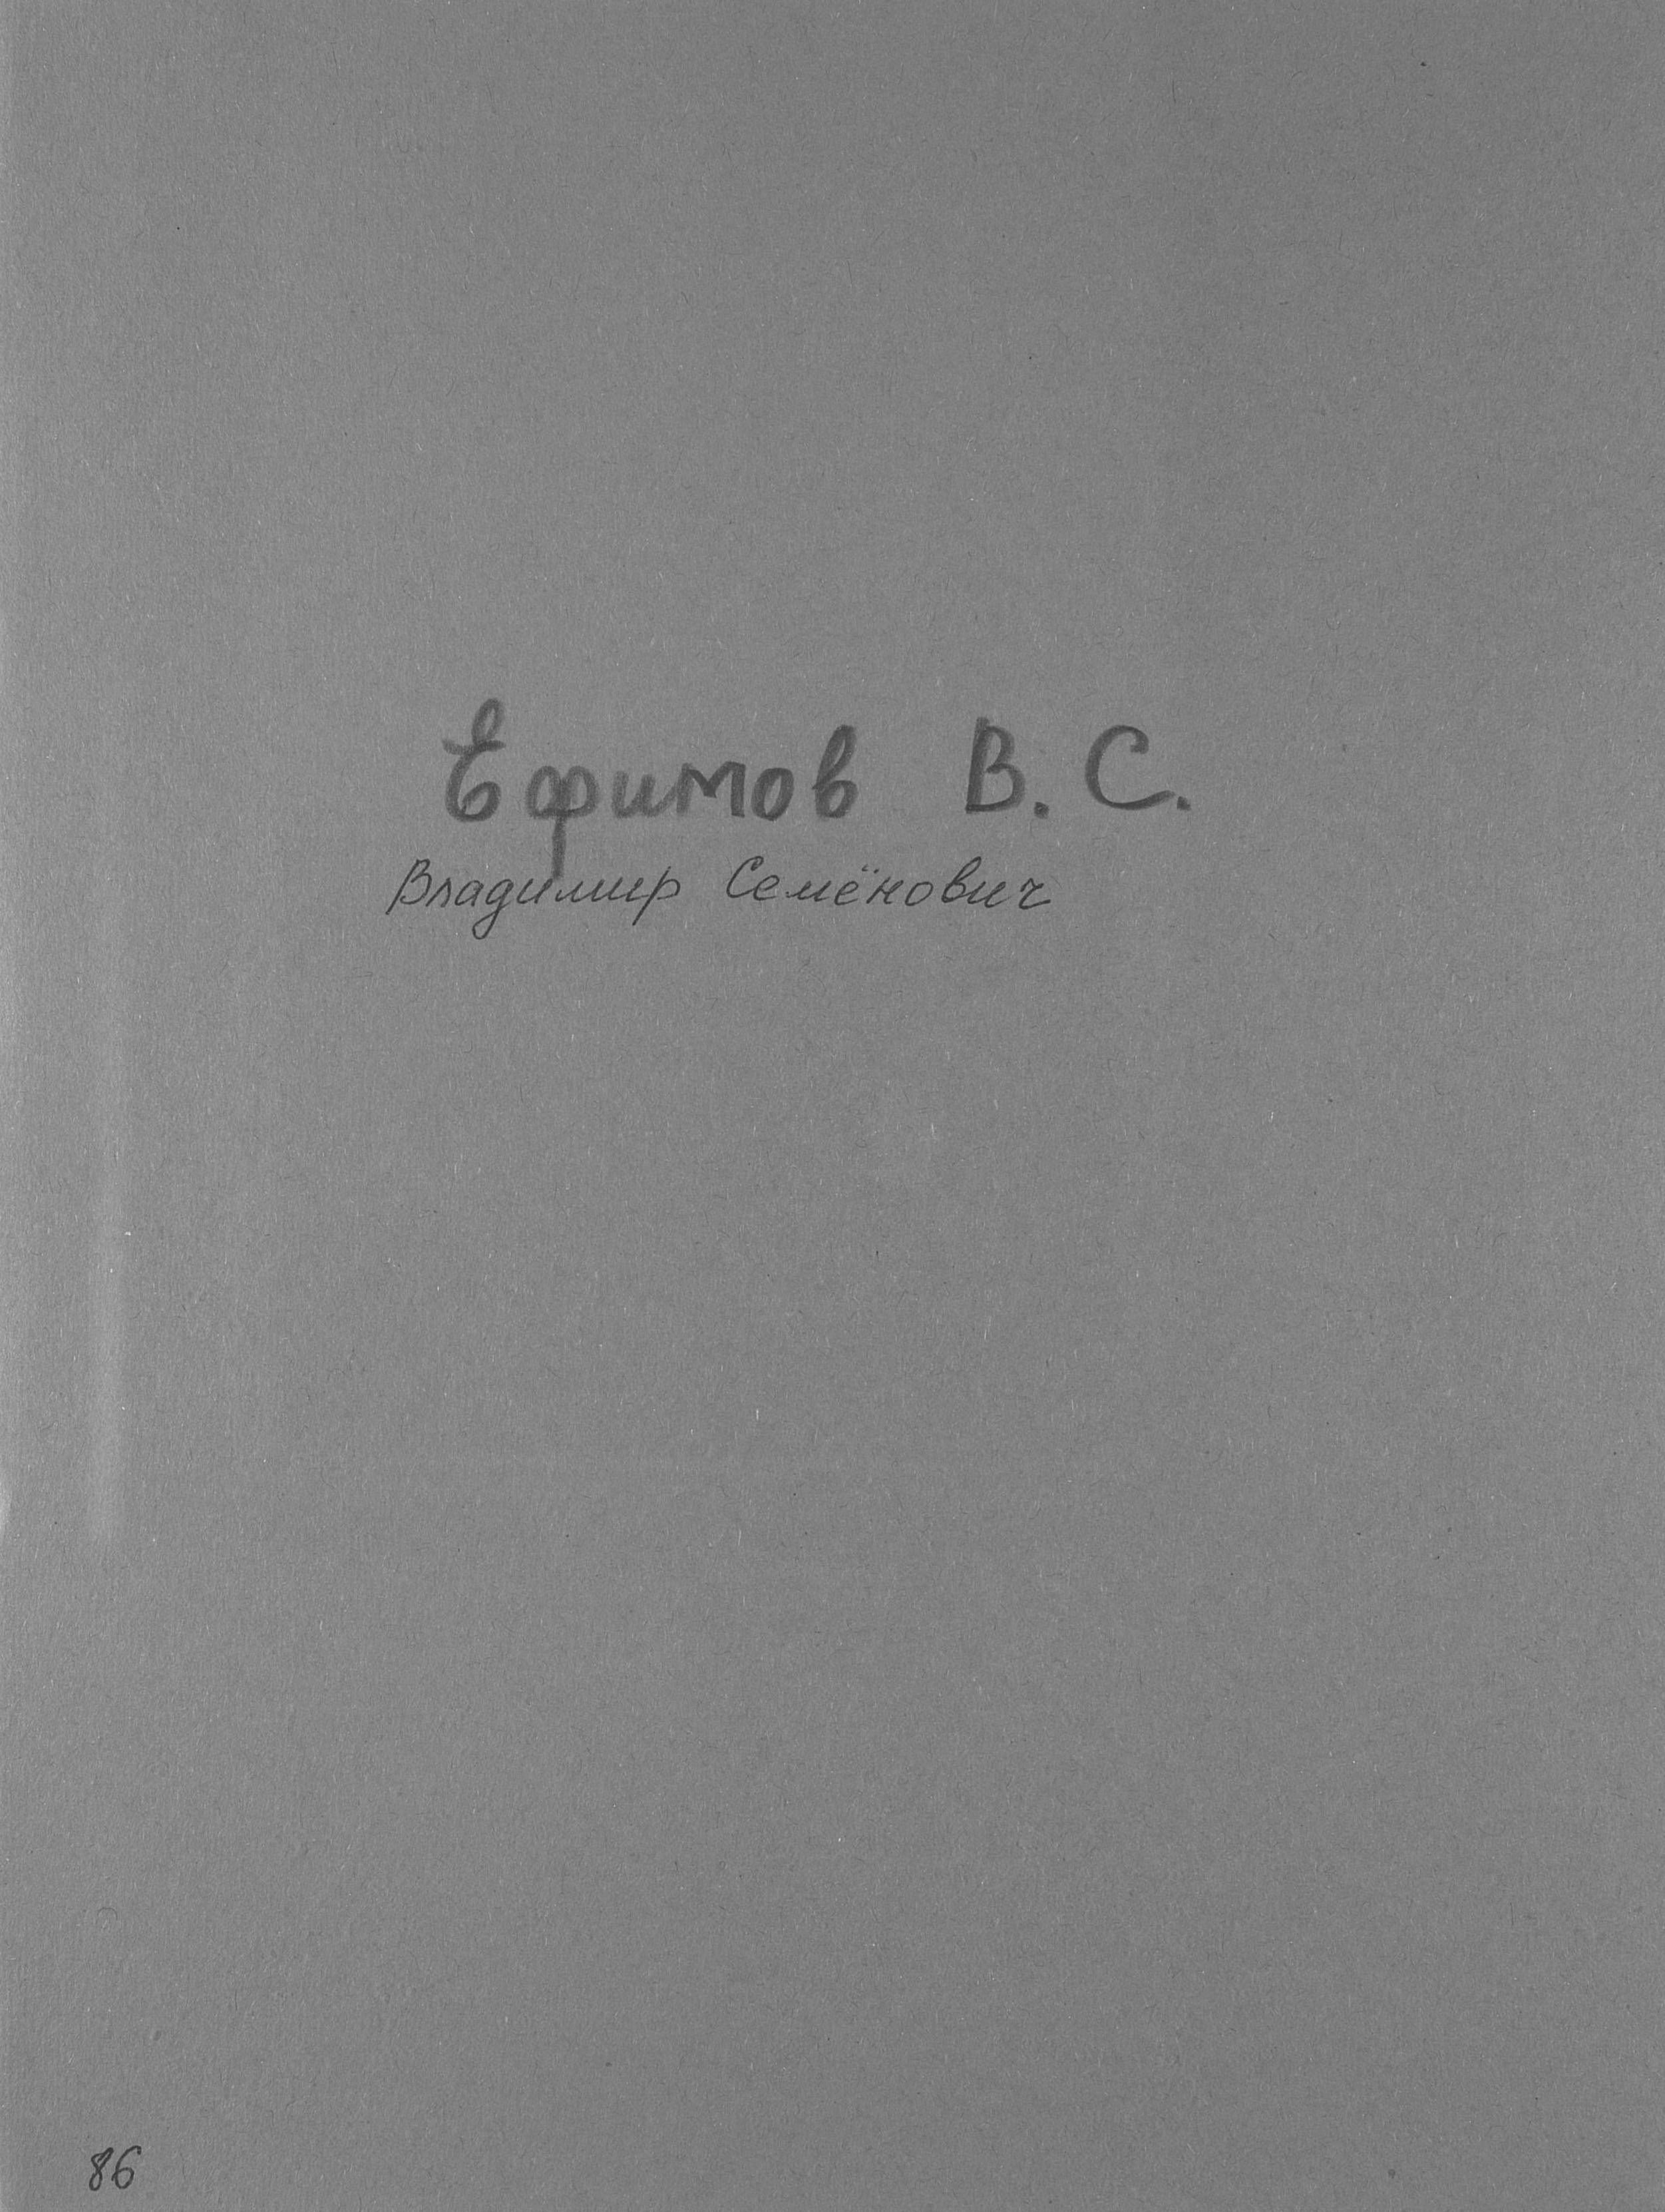 Ефимов В. С.
Владимир Семёнович
86